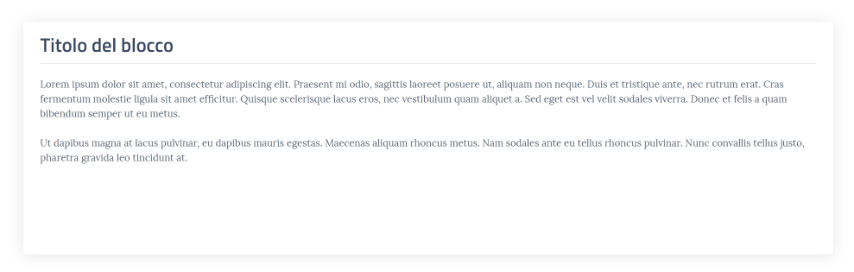 Titolo del blocco
Lorem ipsum dolor sit amet, consectetur adipiscing elit. Praesent mi odio, sagittis laoreet posuere ut, aliquam non neque. Duis et tristique ante, nec rutrum erat. Cras
fermentum molestie ligula sit amet efficitur. Quisque scelerisque lacus eros, nec vestibulum quam aliquet a. Sed eget est vel velit sodales viverra. Donec et felis a quam
bibendum semper ut eu metus.
Ut dapibus magna at lacus pulvinar, eu dapibus mauris egestas. Maecenas aliquam rhoncus metus. Nam sodales ante eu tellus rhoncus pulvinar. Nunc convallis tellus justo,
pharetra gravida leo tincidunt at.